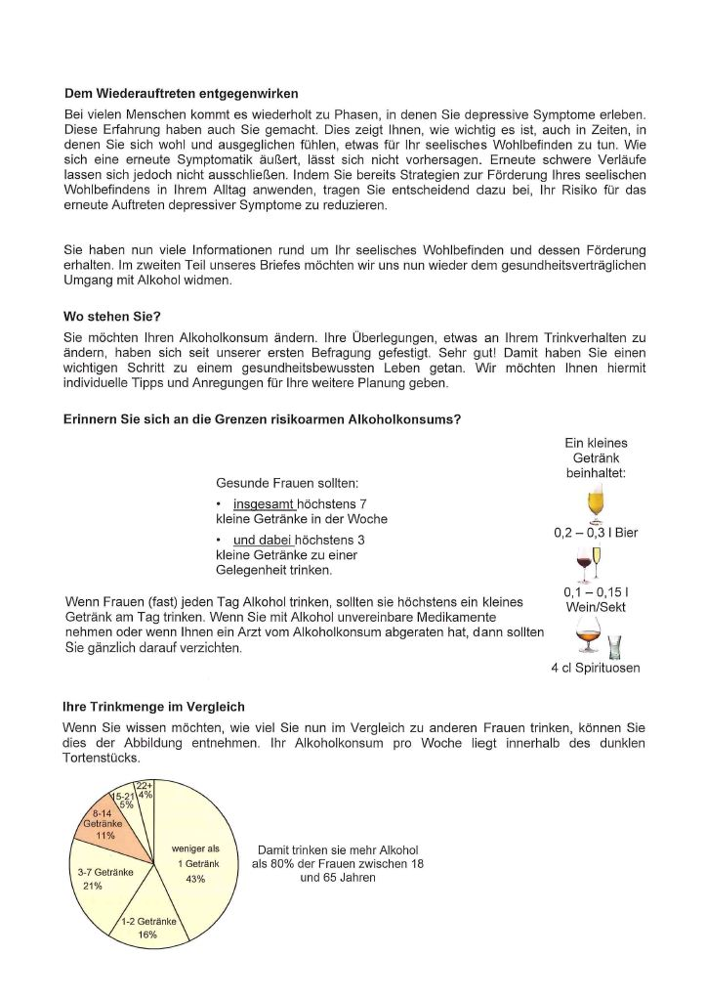 Dem Wiederauftreten entgegenwirken
Bei vielen Menschen kommt es wiederholt zu Phasen, in denen Sie depressive Symptome erleben.
Diese Erfahrung haben auch Sie gemacht. Dies zeigt Ihnen, wie wichtig es ist, auch in Zeiten, in
denen Sie sich wohl und ausgeglichen fühlen, etwas für Ihr seelisches Wohlbefinden zu tun. Wie
sich eine erneute Symptomatik äußert, lässt sich nicht vorhersagen. Erneute schwere Verläufe
lassen sich jedoch nicht ausschließen. Indem Sie bereits Strategien zur Förderung Ihres seelischen
Wohlbefindens in Ihrem Alltag anwenden, tragen Sie entscheidend dazu bei, Ihr Risiko für das
erneute Auftreten depressiver Symptome zu reduzieren.
Sie haben nun viele Informationen rund um Ihr seelisches Wohlbefinden und dessen Förderung
erhalten. Im zweiten Teil unseres Briefes möchten wir uns nun wieder dem gesundheitsverträglichen
Umgang mit Alkohol widmen.
Wo stehen Sie?
Sie möchten Ihren Alkoholkonsum ändern. Ihre Überlegungen, etwas an Ihrem Trinkverhalten zu
ändern, haben sich seit unserer ersten Befragung gefestigt. Sehr gut! Damit haben Sie einen
wichtigen Schritt zu einem gesundheitsbewussten Leben getan. Wir möchten Ihnen hiermit
individuelle Tipps und Anregungen für Ihre weitere Planung geben.
Erinnern Sie sich an die Grenzen risikoarmen Alkoholkonsums?
Gesunde Frauen sollten:
• insgesamt höchstens 7
kleine Getränke in der Woche
• und dabei höchstens 3
kleine Getränke zu einer
Gelegenheit trinken.
Wenn Frauen (fast) jeden Tag Alkohol trinken, sollten sie höchstens ein kleines
Getränk am Tag trinken. Wenn Sie mit Alkohol unvereinbare Medikamente
nehmen oder wenn Ihnen ein Arzt vom Alkoholkonsum abgeraten hat, dann sollten
Sie gänzlich darauf verzichten.
Ein kleines
Getränk
beinhaltet:
0,2 – 0,3 l Bier
0,1 – 0,15 l
Wein/Sekt
4 cl Spirituosen
Ihre Trinkmenge im Vergleich
Wenn Sie wissen möchten, wie viel Sie nun im Vergleich zu anderen Frauen trinken, können Sie
dies der Abbildung entnehmen. Ihr Alkoholkonsum pro Woche liegt innerhalb des dunklen
Tortenstücks.
22+
4%
15-21
5%
8-14
Getränke
11%
3-7 Getränke
21%
1-2 Getränke
16%
weniger als
1 Getränk
43%
Damit trinken sie mehr Alkohol
als 80% der Frauen zwischen 18
und 65 Jahren